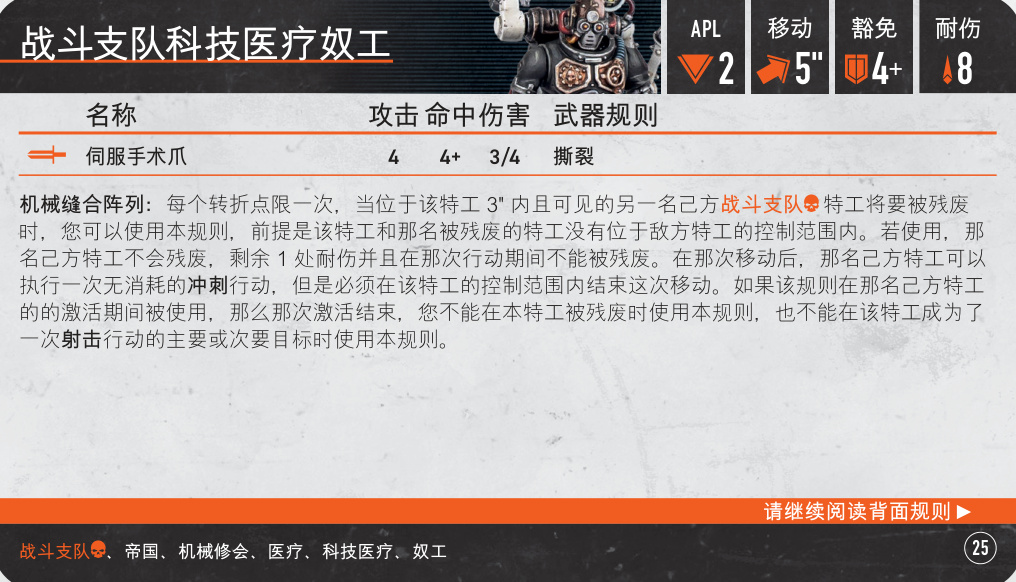 战斗支队科技医疗奴工
APL 移动 豁免 耐伤
2 5" 4+ 8
名称 攻击 命中 伤害 武器规则
伺服手术爪 4 4+ 3/4 撕裂
机械缝合阵列：每个转折点限一次，当位于该特工 3" 内且可见的另一名己方战斗支队特工将要被残废
时，您可以使用本规则，前提是该特工和那名被残废的特工没有位于敌方特工的控制范围内。若使用，那
名己方特工不会残废，剩余 1 处耐伤并且在那次行动期间不能被残废。在那次移动后，那名己方特工可以
执行一次无消耗的冲刺行动，但是必须在该特工的控制范围内结束这次移动。如果该规则在那名己方特工
的的激活期间被使用，那么那次激活结束，您不能在本特工被残废时使用本规则，也不能在该特工成为了
一次射击行动的主要或次要目标时使用本规则。
请继续阅读背面规则
战斗支队、帝国、机械修会、医疗、科技医疗、奴工
25